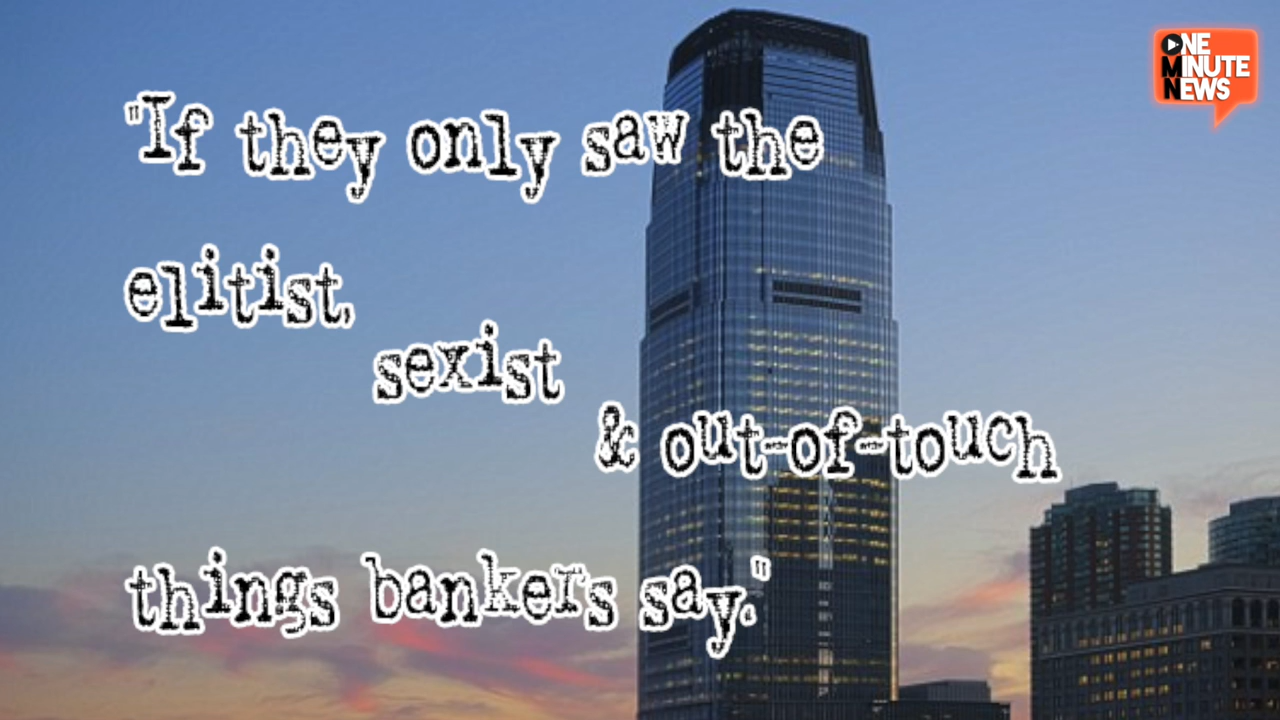 "If they only saw the
elitist,
sexist
& out-of-touch
things bankers say."
ONE
MINUTE
NEWS